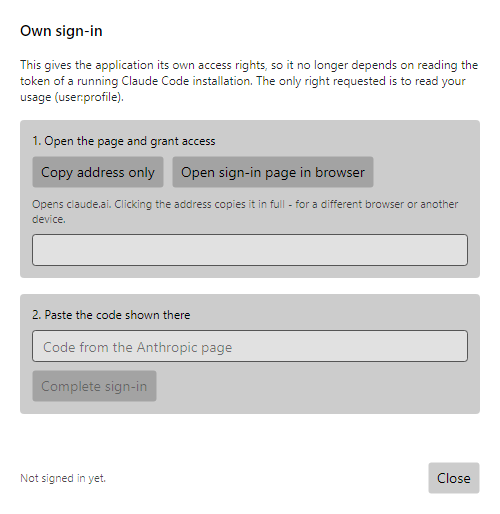 Own sign-in
This gives the application its own access rights, so it no longer depends on reading the
token of a running Claude Code installation. The only right requested is to read your
usage (user:profile).
1. Open the page and grant access
Copy address only
Open sign-in page in browser
Opens claude.ai. Clicking the address copies it in full - for a different browser or another
device.
2. Paste the code shown there
Code from the Anthropic page
Complete sign-in
Not signed in yet.
Close